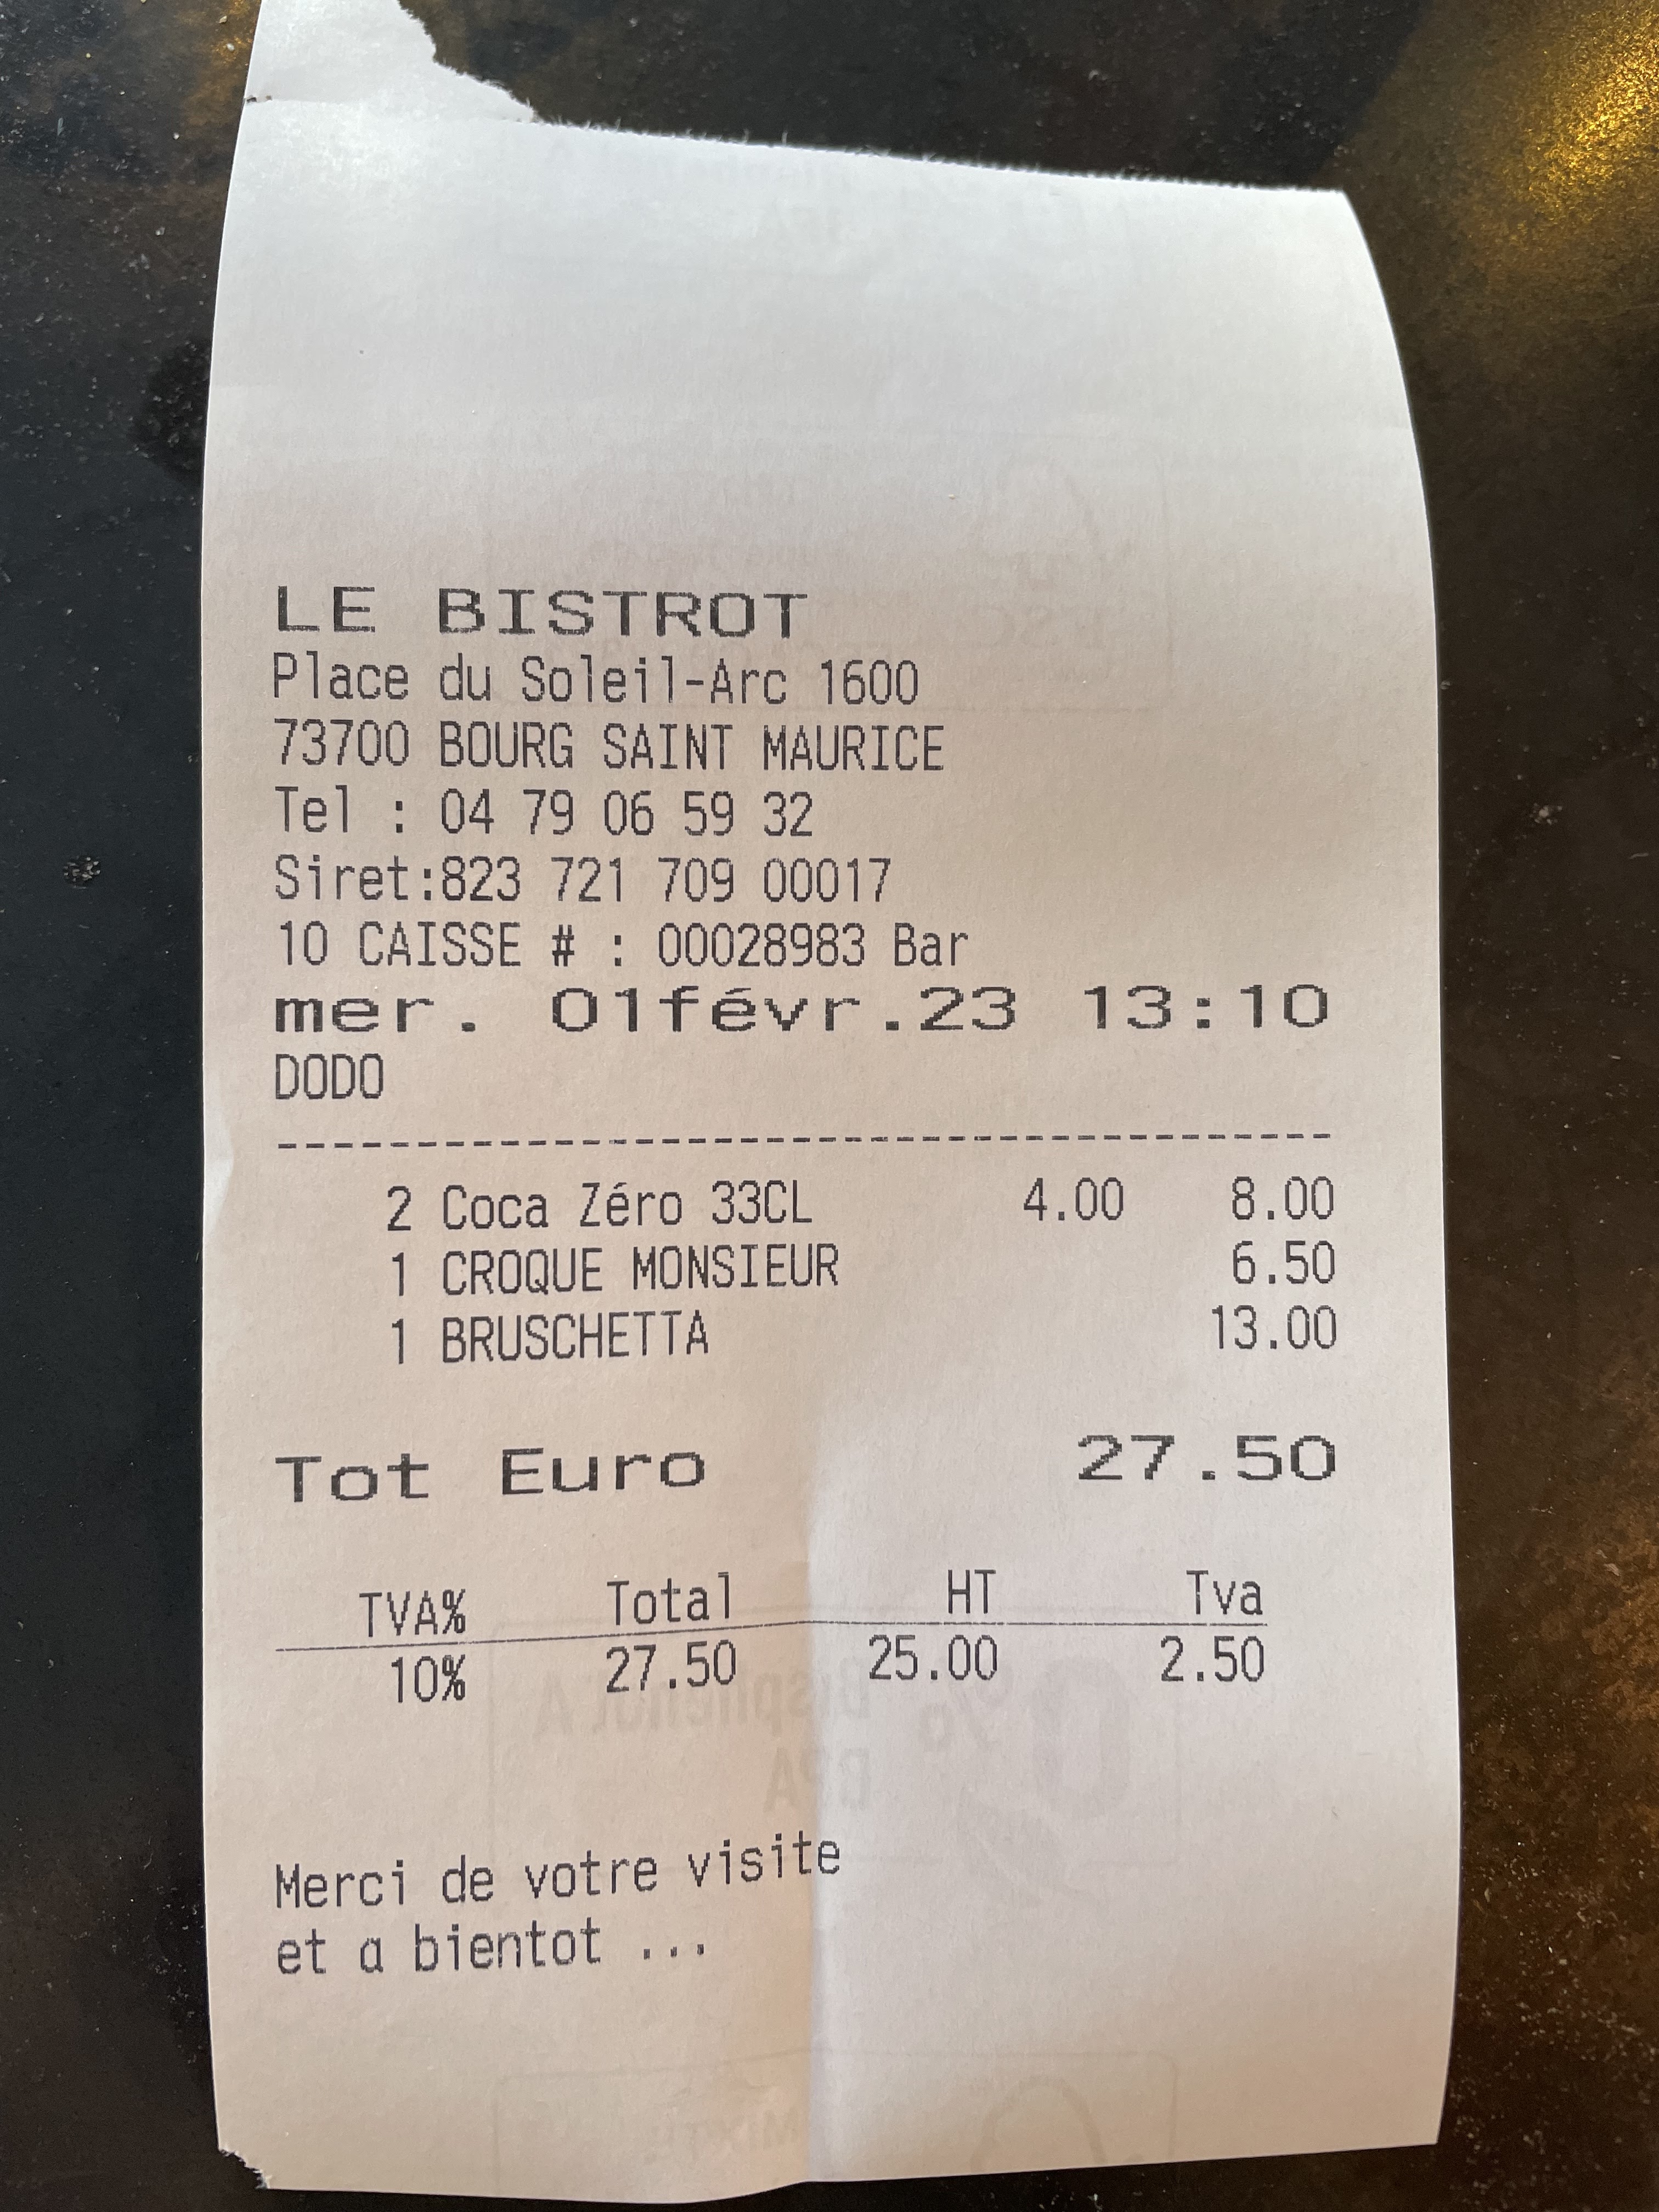 LE BISTROT
Place du Soleil-Arc 1600
73700 BOURG SAINT MAURICE
Tel : 04 79 06 59 32
Siret:823 721 709 00017
10 CAISSE # : 00028983 Bar
mer. 01févr.23 13:10
DODO
---------------------------------------
2 Coca Zéro 33CL 4.00 8.00
1 CROQUE MONSIEUR 6.50
1 BRUSCHETTA 13.00
Tot Euro 27.50
TVA% Total HT Tva
10% 27.50 25.00 2.50
0% Bisphénol A
BPA
Merci de votre visite
et a bientot ...